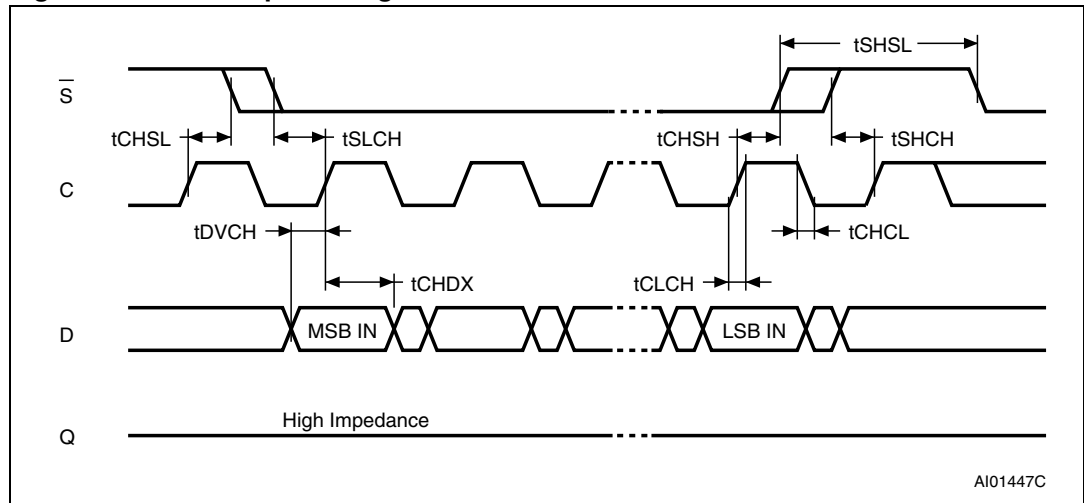 tSHSL
S
tCHSL
tSLCH
tCHSH
tSHCH
C
tDVCH
tCHCL
tCHDX
tCLCH
D
MSB IN
LSB IN
High Impedance
Q
AI01447C